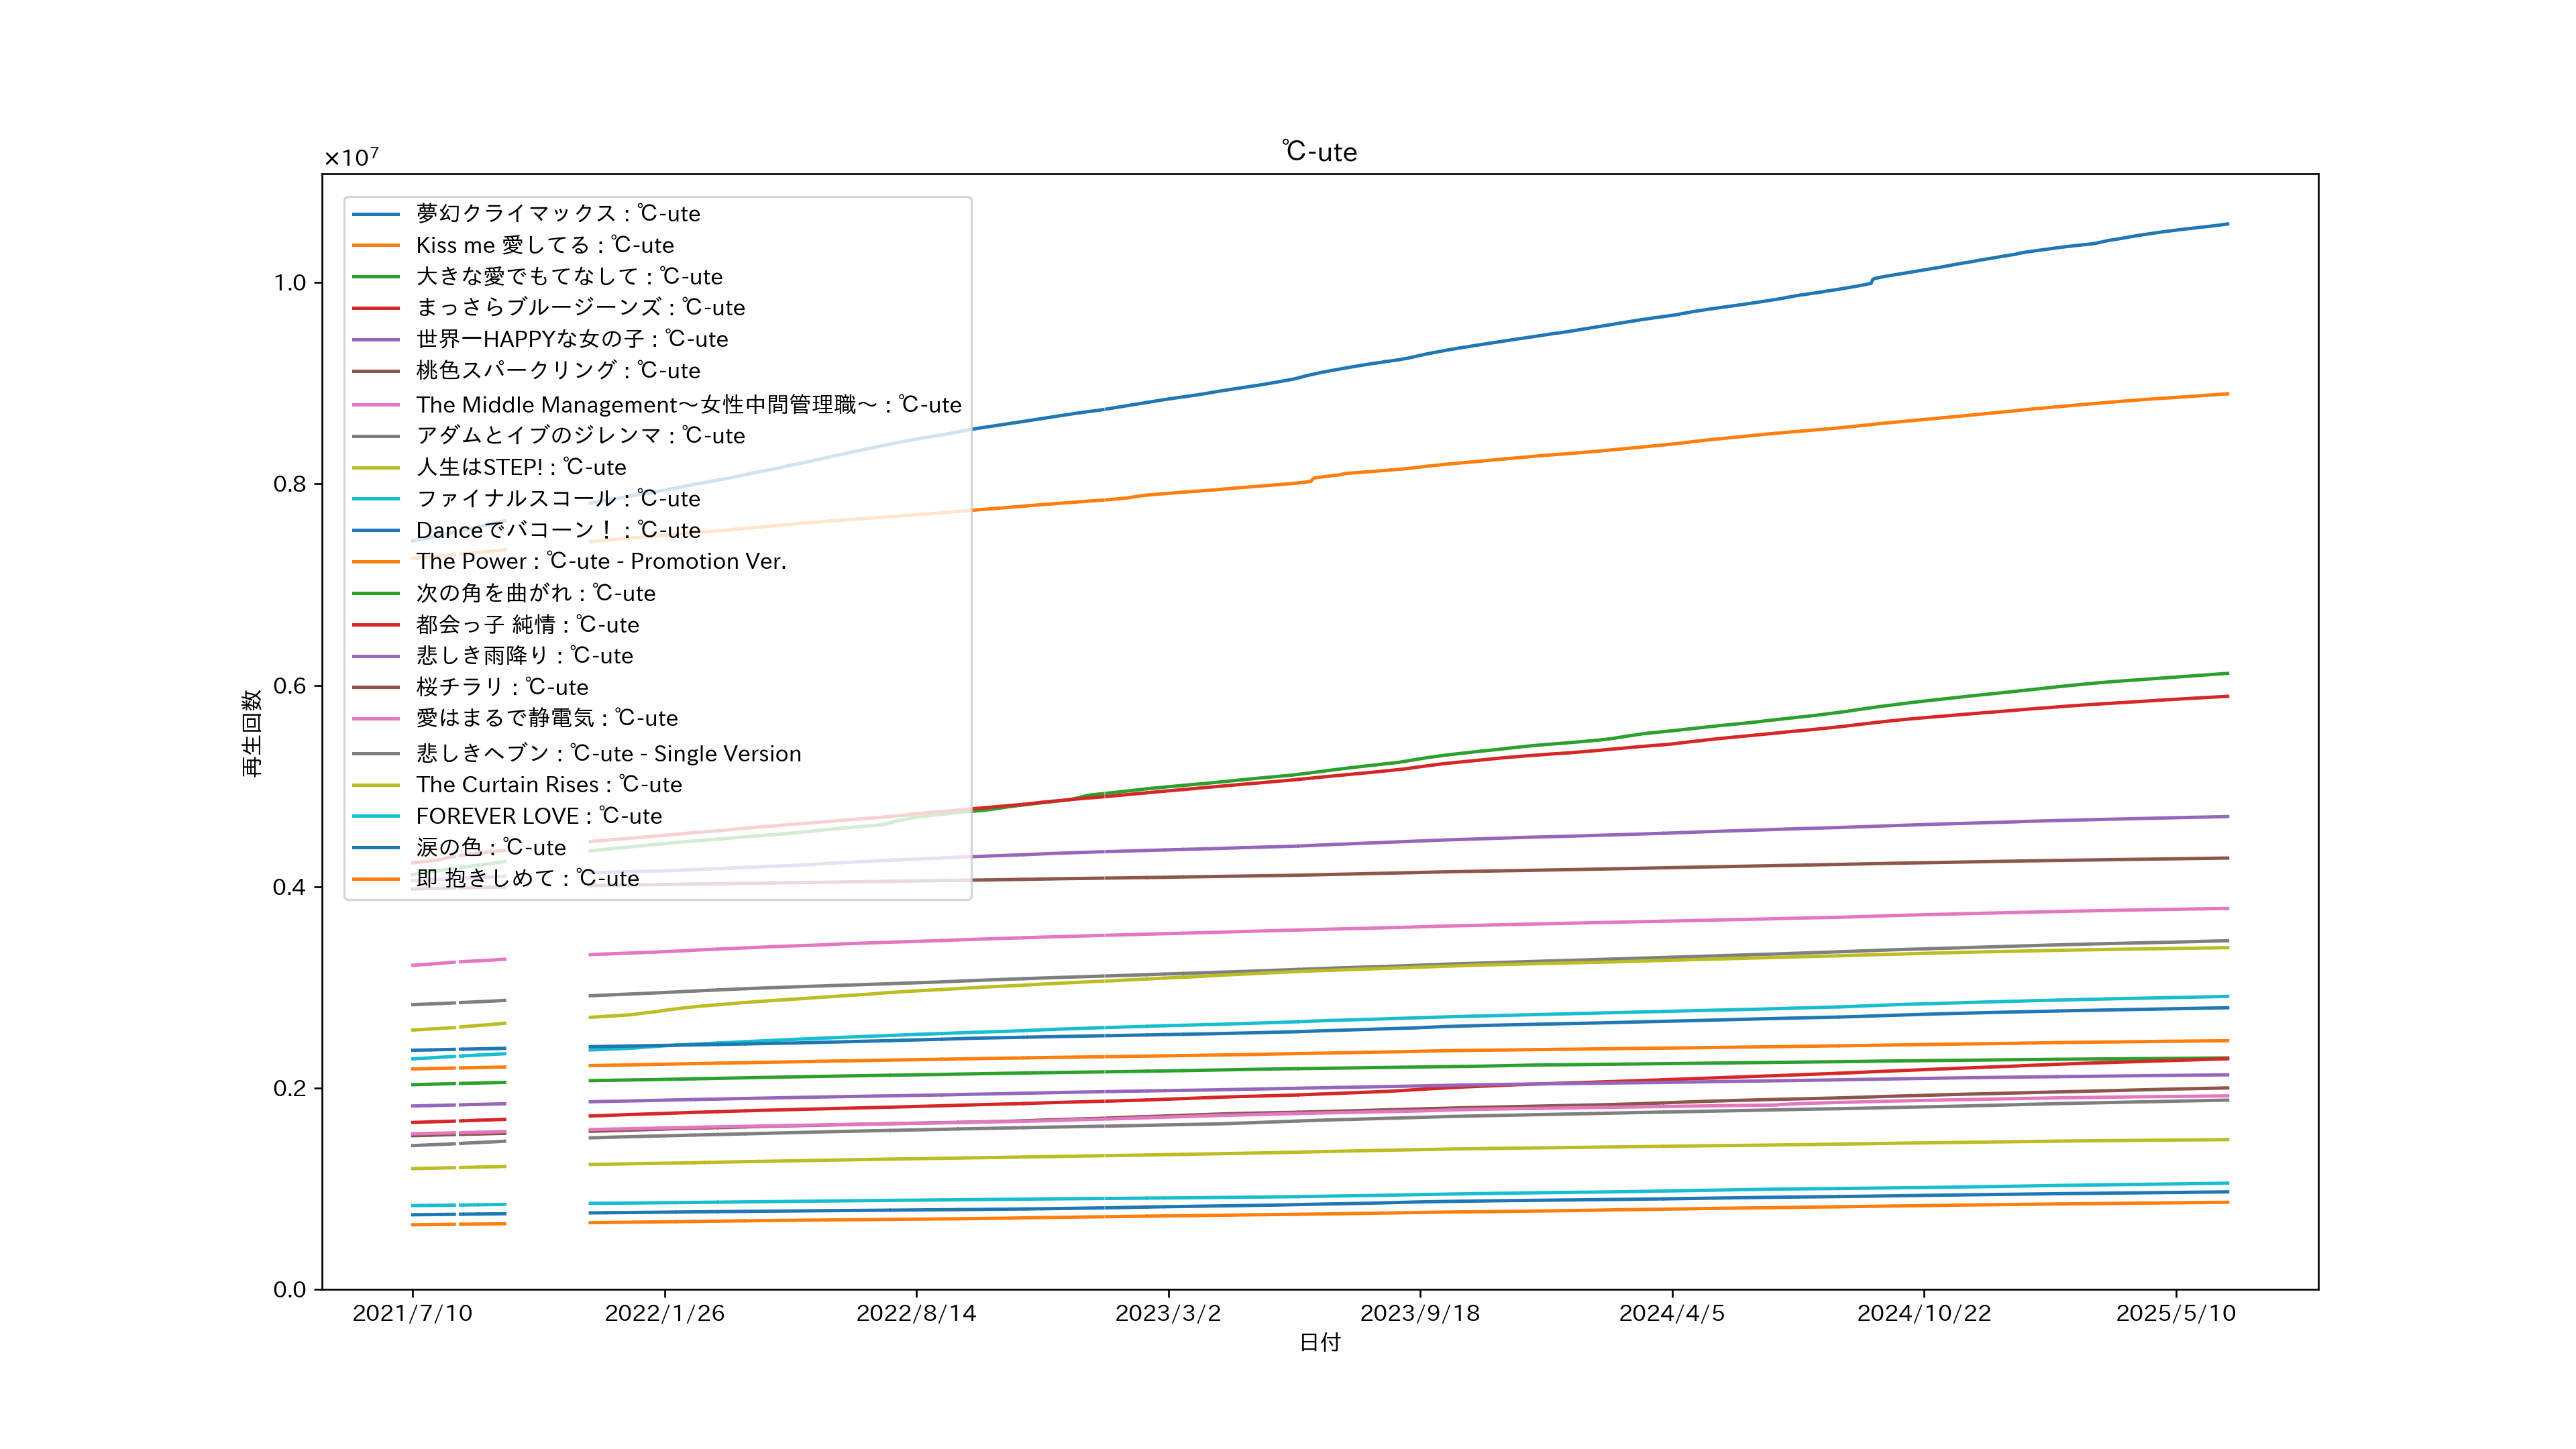 ℃-ute
×10⁷
夢幻クライマックス : ℃-ute
Kiss me 愛してる : ℃-ute
大きな愛でもてなして : ℃-ute
まっさらブルージーンズ : ℃-ute
世界一HAPPYな女の子 : ℃-ute
桃色スパークリング : ℃-ute
The Middle Management～女性中間管理職～ : ℃-ute
アダムとイブのジレンマ : ℃-ute
人生はSTEP! : ℃-ute
ファイナルスコール : ℃-ute
Danceでバコーン！ : ℃-ute
The Power : ℃-ute - Promotion Ver.
次の角を曲がれ : ℃-ute
都会っ子 純情 : ℃-ute
悲しき雨降り : ℃-ute
桜チラリ : ℃-ute
愛はまるで静電気 : ℃-ute
悲しきヘブン : ℃-ute - Single Version
The Curtain Rises : ℃-ute
FOREVER LOVE : ℃-ute
涙の色 : ℃-ute
即 抱きしめて : ℃-ute
1.0
0.8
0.6
0.4
0.2
0.0
再生回数
2021/7/10 2022/1/26 2022/8/14 2023/3/2 2023/9/18 2024/4/5 2024/10/22 2025/5/10
日付